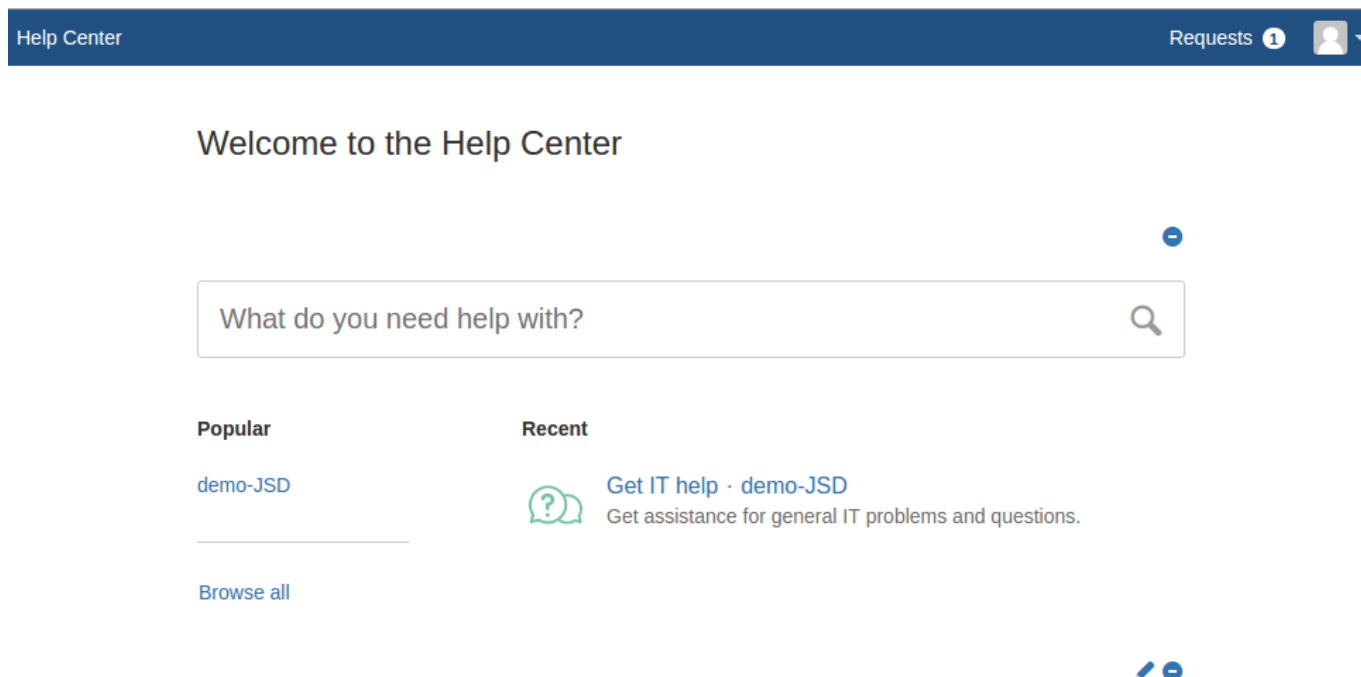 Help Center
Requests 1
Welcome to the Help Center
What do you need help with?
Popular
Recent
demo-JSD
Get IT help · demo-JSD
Get assistance for general IT problems and questions.
Browse all